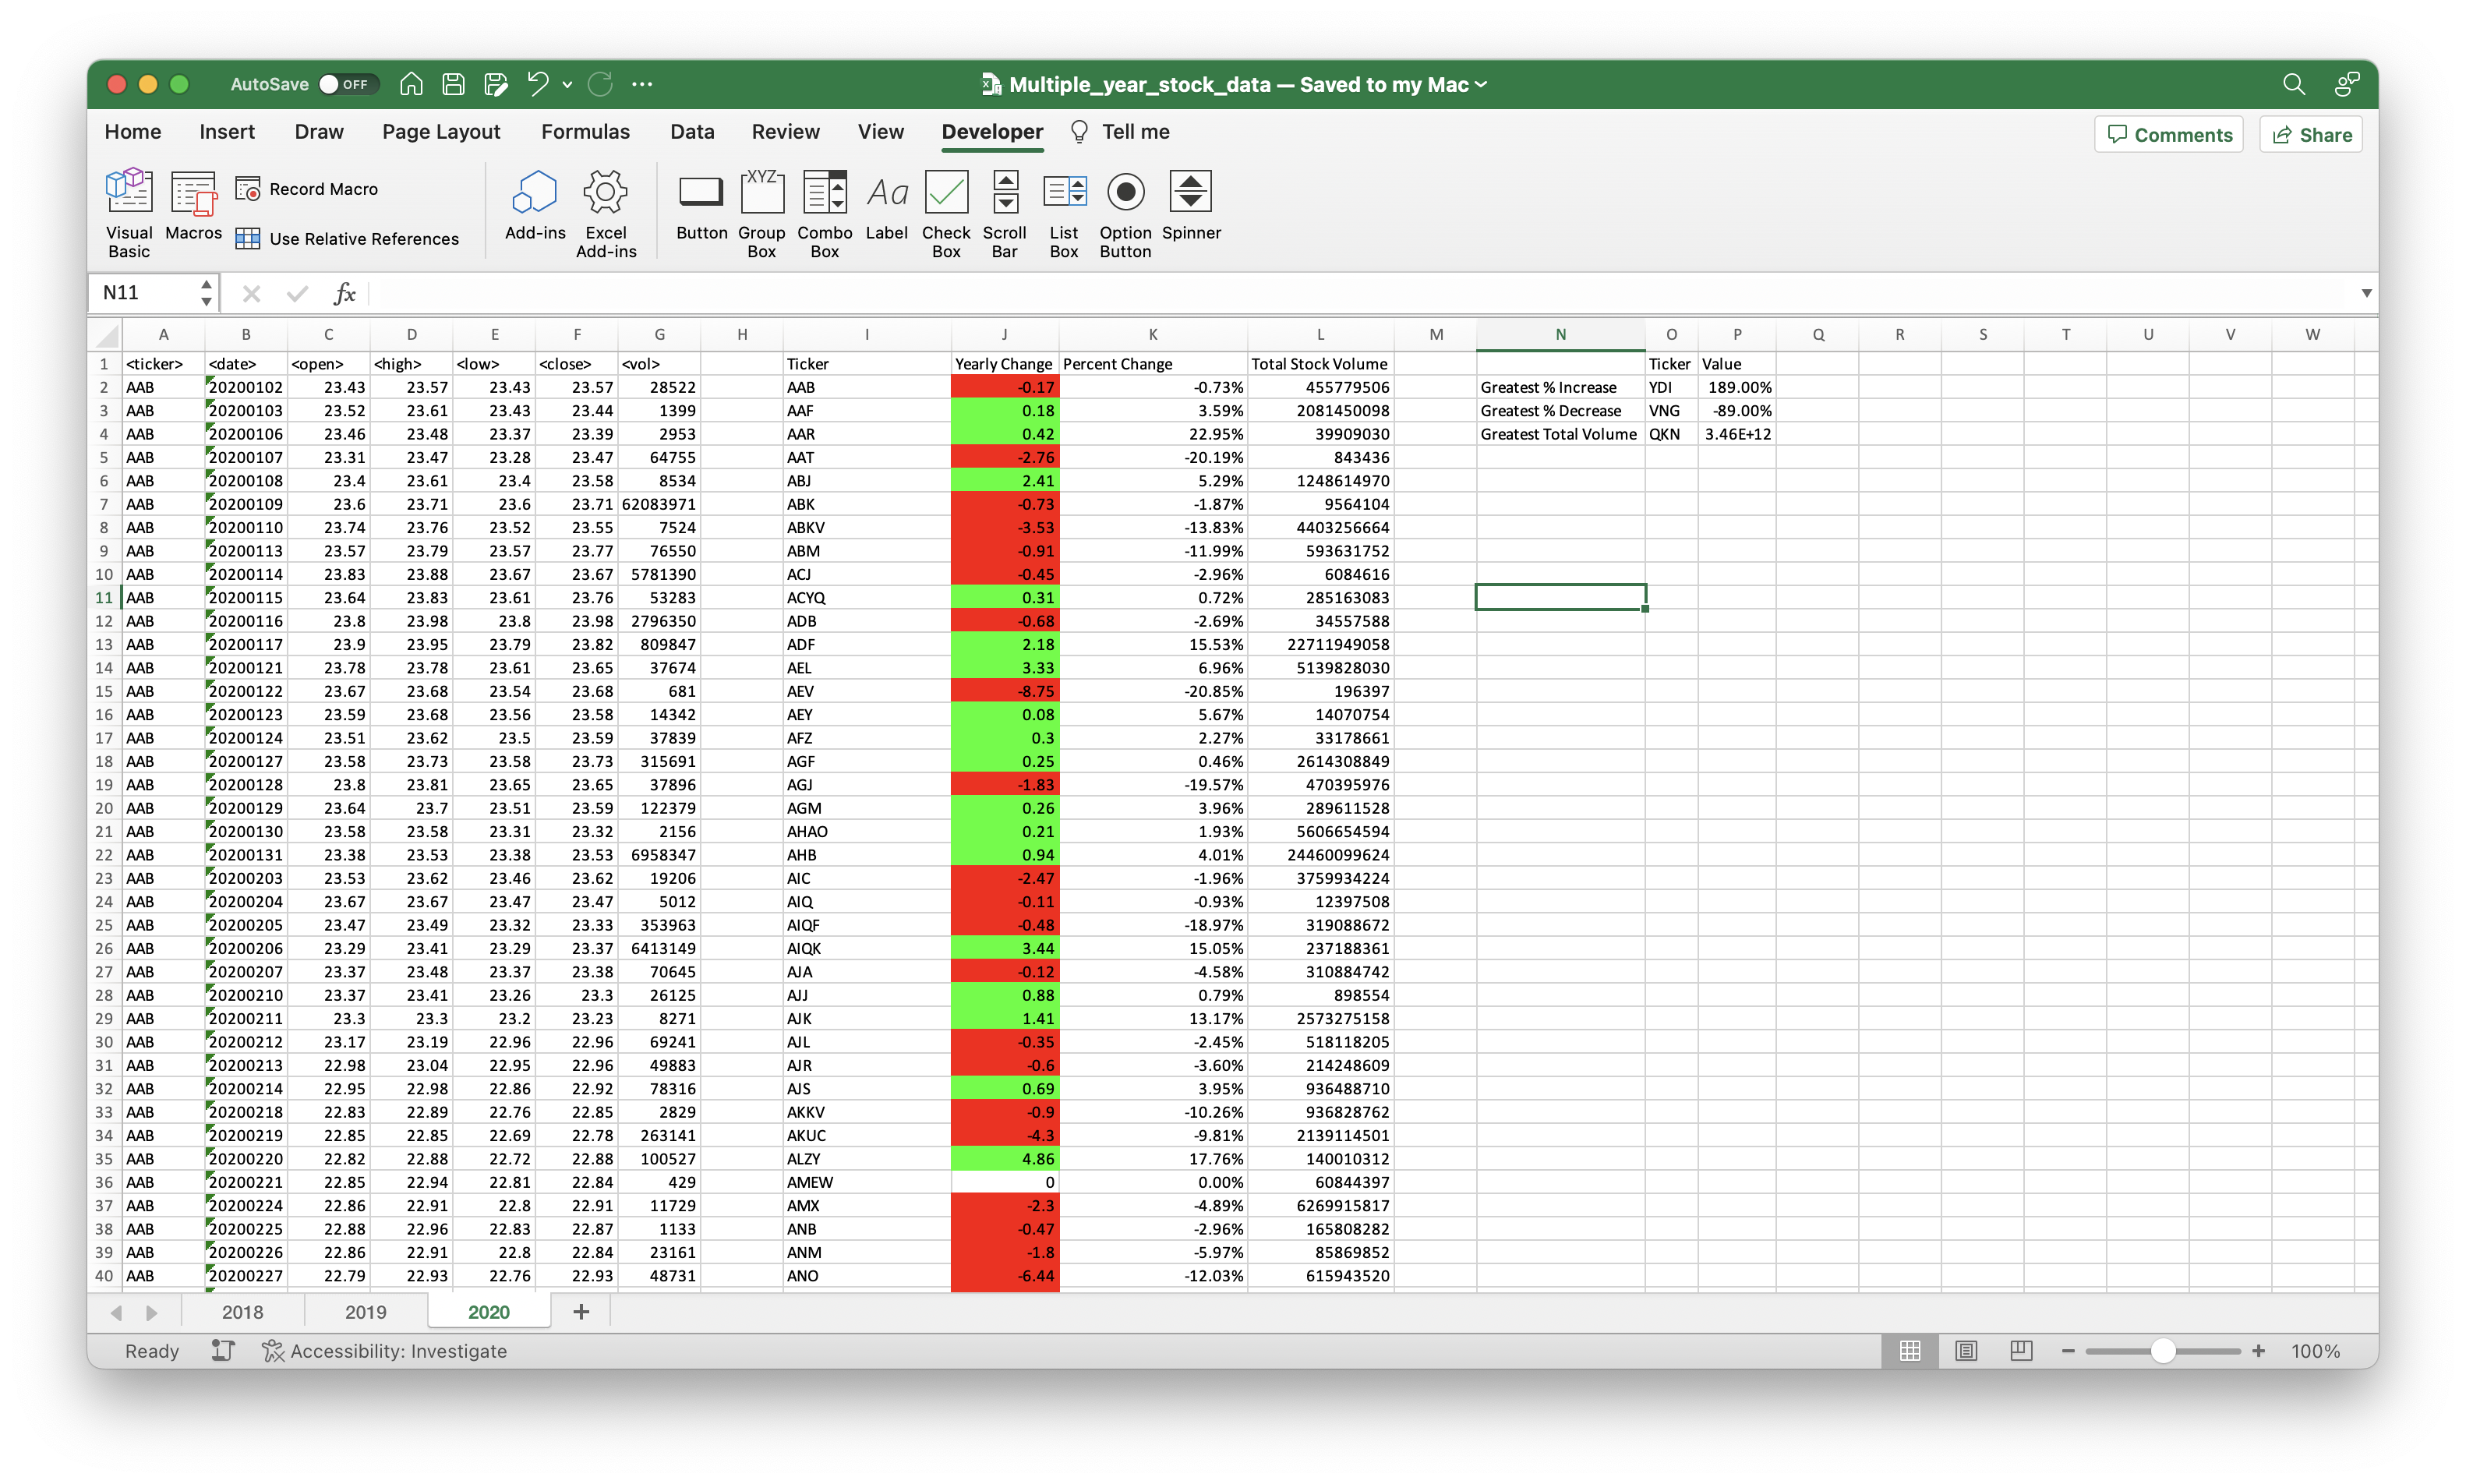 AutoSave OFF Multiple_year_stock_data — Saved to my Mac
Home Insert Draw Page Layout Formulas Data Review View Developer Tell me Comments Share
Visual Basic Macros Record Macro Use Relative References Add-ins Excel Add-ins Button Group Box Combo Box Label Check Box Scroll Bar List Box Option Button Spinner
N11 fx
A B C D E F G H I J K L M N O P Q R S T U V W
1 <ticker> <date> <open> <high> <low> <close> <vol> Ticker Yearly Change Percent Change Total Stock Volume Ticker Value
2 AAB 20200102 23.43 23.57 23.43 23.57 28522 AAB -0.17 -0.73% 455779506 Greatest % Increase YDI 189.00%
3 AAB 20200103 23.52 23.61 23.43 23.44 1399 AAF 0.18 3.59% 2081450098 Greatest % Decrease VNG -89.00%
4 AAB 20200106 23.46 23.48 23.37 23.39 2953 AAR 0.42 22.95% 39909030 Greatest Total Volume QKN 3.46E+12
5 AAB 20200107 23.31 23.47 23.28 23.47 64755 AAT -2.76 -20.19% 843436
6 AAB 20200108 23.4 23.61 23.4 23.58 8534 ABJ 2.41 5.29% 1248614970
7 AAB 20200109 23.6 23.71 23.6 23.71 62083971 ABK -0.73 -1.87% 9564104
8 AAB 20200110 23.74 23.76 23.52 23.55 7524 ABKV -3.53 -13.83% 4403256664
9 AAB 20200113 23.57 23.79 23.57 23.77 76550 ABM -0.91 -11.99% 593631752
10 AAB 20200114 23.83 23.88 23.67 23.67 5781390 ACJ -0.45 -2.96% 6084616
11 AAB 20200115 23.64 23.83 23.61 23.76 53283 ACYQ 0.31 0.72% 285163083
12 AAB 20200116 23.8 23.98 23.8 23.98 2796350 ADB -0.68 -2.69% 34557588
13 AAB 20200117 23.9 23.95 23.79 23.82 809847 ADF 2.18 15.53% 22711949058
14 AAB 20200121 23.78 23.78 23.61 23.65 37674 AEL 3.33 6.96% 5139828030
15 AAB 20200122 23.67 23.68 23.54 23.68 681 AEV -8.75 -20.85% 196397
16 AAB 20200123 23.59 23.68 23.56 23.58 14342 AEY 0.08 5.67% 14070754
17 AAB 20200124 23.51 23.62 23.5 23.59 37839 AFZ 0.3 2.27% 33178661
18 AAB 20200127 23.58 23.73 23.58 23.73 315691 AGF 0.25 0.46% 2614308849
19 AAB 20200128 23.8 23.81 23.65 23.65 37896 AGJ -1.83 -19.57% 470395976
20 AAB 20200129 23.64 23.7 23.51 23.59 122379 AGM 0.26 3.96% 289611528
21 AAB 20200130 23.58 23.58 23.31 23.32 2156 AHAO 0.21 1.93% 5606654594
22 AAB 20200131 23.38 23.53 23.38 23.53 6958347 AHB 0.94 4.01% 24460099624
23 AAB 20200203 23.53 23.62 23.46 23.62 19206 AIC -2.47 -1.96% 3759934224
24 AAB 20200204 23.67 23.67 23.47 23.47 5012 AIQ -0.11 -0.93% 12397508
25 AAB 20200205 23.47 23.49 23.32 23.33 353963 AIQF -0.48 -18.97% 319088672
26 AAB 20200206 23.29 23.41 23.29 23.37 6413149 AIQK 3.44 15.05% 237188361
27 AAB 20200207 23.37 23.48 23.37 23.38 70645 AJA -0.12 -4.58% 310884742
28 AAB 20200210 23.37 23.41 23.26 23.3 26125 AJJ 0.88 0.79% 898554
29 AAB 20200211 23.3 23.3 23.2 23.23 8271 AJK 1.41 13.17% 2573275158
30 AAB 20200212 23.17 23.19 22.96 22.96 69241 AJL -0.35 -2.45% 518118205
31 AAB 20200213 22.98 23.04 22.95 22.96 49883 AJR -0.6 -3.60% 214248609
32 AAB 20200214 22.95 22.98 22.86 22.92 78316 AJS 0.69 3.95% 936488710
33 AAB 20200218 22.83 22.89 22.76 22.85 2829 AKKV -0.9 -10.26% 936828762
34 AAB 20200219 22.85 22.85 22.69 22.78 263141 AKUC -4.3 -9.81% 2139114501
35 AAB 20200220 22.82 22.88 22.72 22.88 100527 ALZY 4.86 17.76% 140010312
36 AAB 20200221 22.85 22.94 22.81 22.84 429 AMEW 0 0.00% 60844397
37 AAB 20200224 22.86 22.91 22.8 22.91 11729 AMX -2.3 -4.89% 6269915817
38 AAB 20200225 22.88 22.96 22.83 22.87 1133 ANB -0.47 -2.96% 165808282
39 AAB 20200226 22.86 22.91 22.8 22.84 23161 ANM -1.8 -5.97% 85869852
40 AAB 20200227 22.79 22.93 22.76 22.93 48731 ANO -6.44 -12.03% 615943520
2018 2019 2020
Ready Accessibility: Investigate 100%